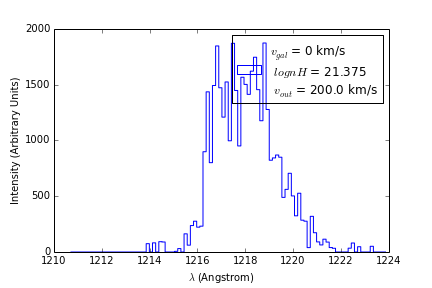 2000
1500
1000
500
0
Intensity (Arbitrary Units)
v_gal = 0 km/s
lognH = 21.375
v_out = 200.0 km/s
1210 1212 1214 1216 1218 1220 1222 1224
λ (Angstrom)